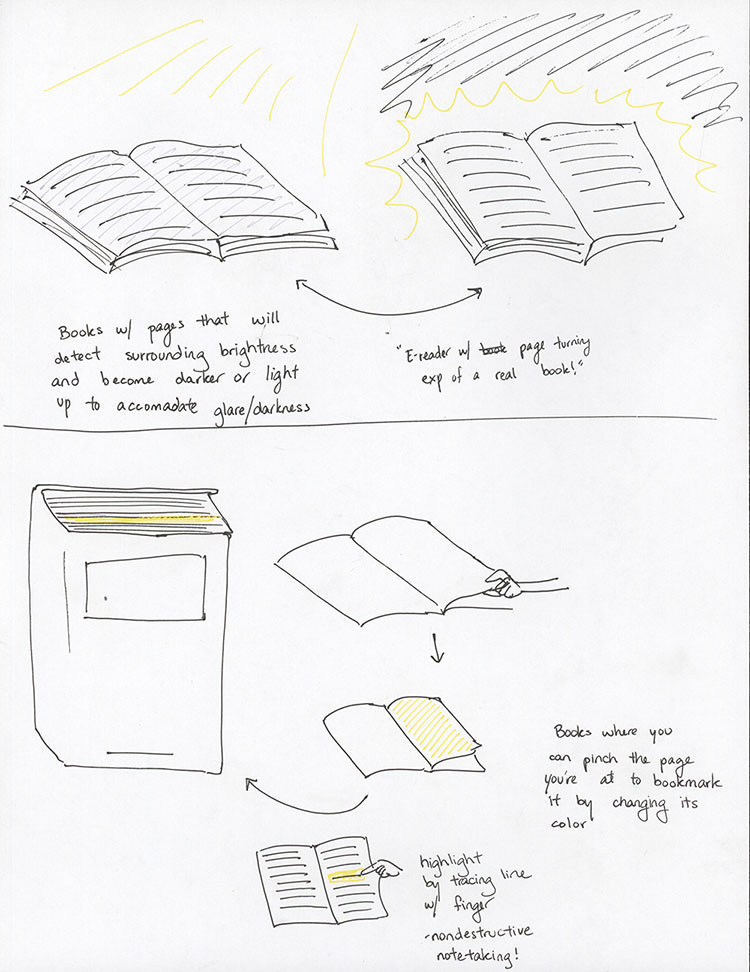 Books w/ pages that will
detect surrounding brightness
and become darker or light
up to accomadate glare/darkness
"E-reader w/ book page turning
exp of a real book!"
Books where you
can pinch the page
you're at to bookmark
it by changing its
color
highlight
by tracing line
w/ finger
-nondestructive
note-taking!